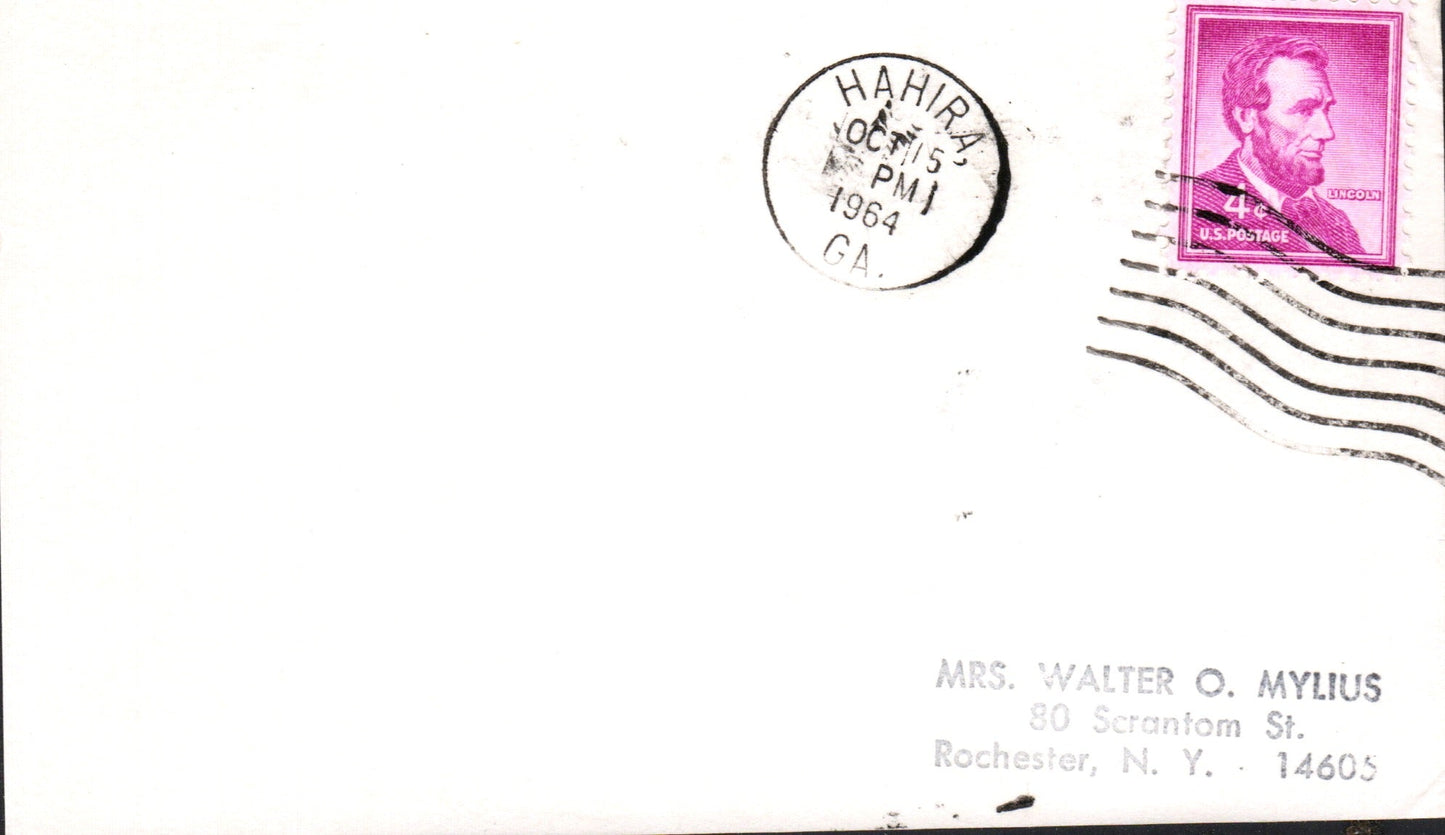 HAHIRA,
OCT 15
PM
1964
GA.
LINCOLN
4¢
U.S. POSTAGE
MRS. WALTER O. MYLIUS
80 Scrantom St.
Rochester, N. Y. · 14605